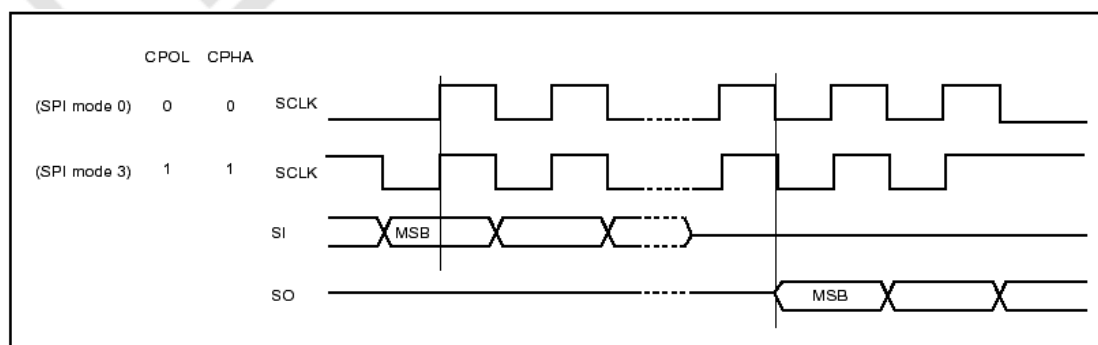 CPOL CPHA
(SPI mode 0) 0 0 SCLK
(SPI mode 3) 1 1 SCLK
SI MSB
SO MSB